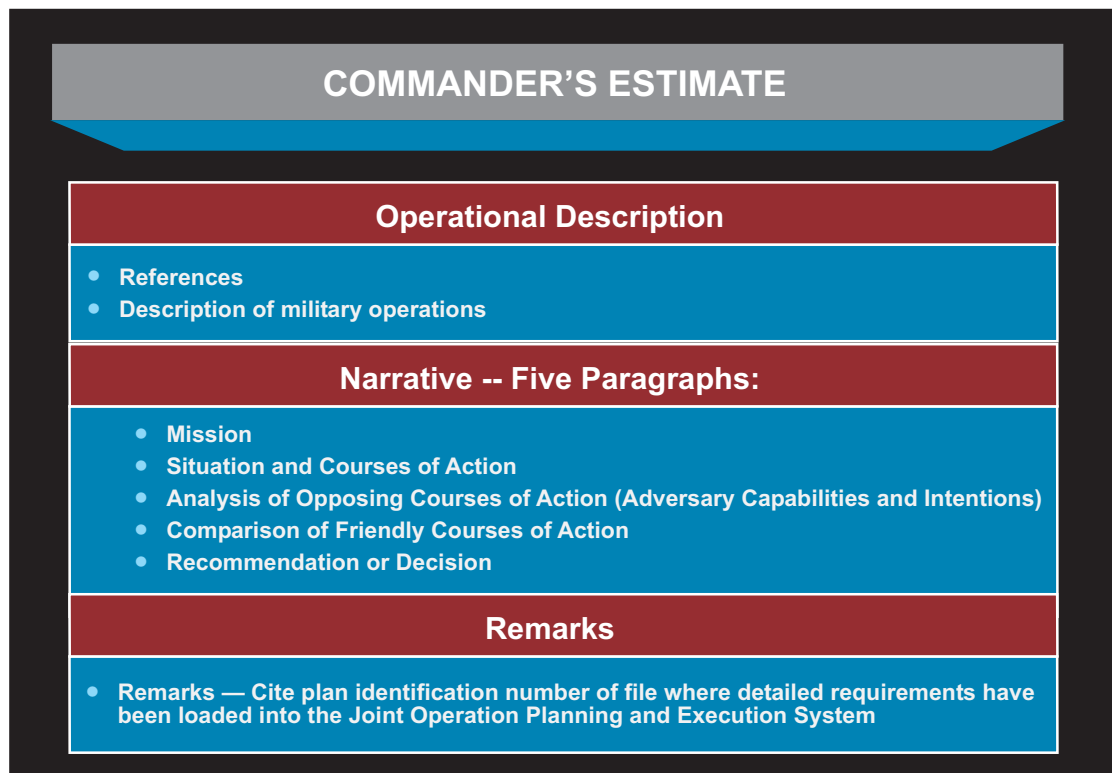 COMMANDER’S ESTIMATE
Operational Description
• References
• Description of military operations
Narrative -- Five Paragraphs:
• Mission
• Situation and Courses of Action
• Analysis of Opposing Courses of Action (Adversary Capabilities and Intentions)
• Comparison of Friendly Courses of Action
• Recommendation or Decision
Remarks
• Remarks — Cite plan identification number of file where detailed requirements have
been loaded into the Joint Operation Planning and Execution System